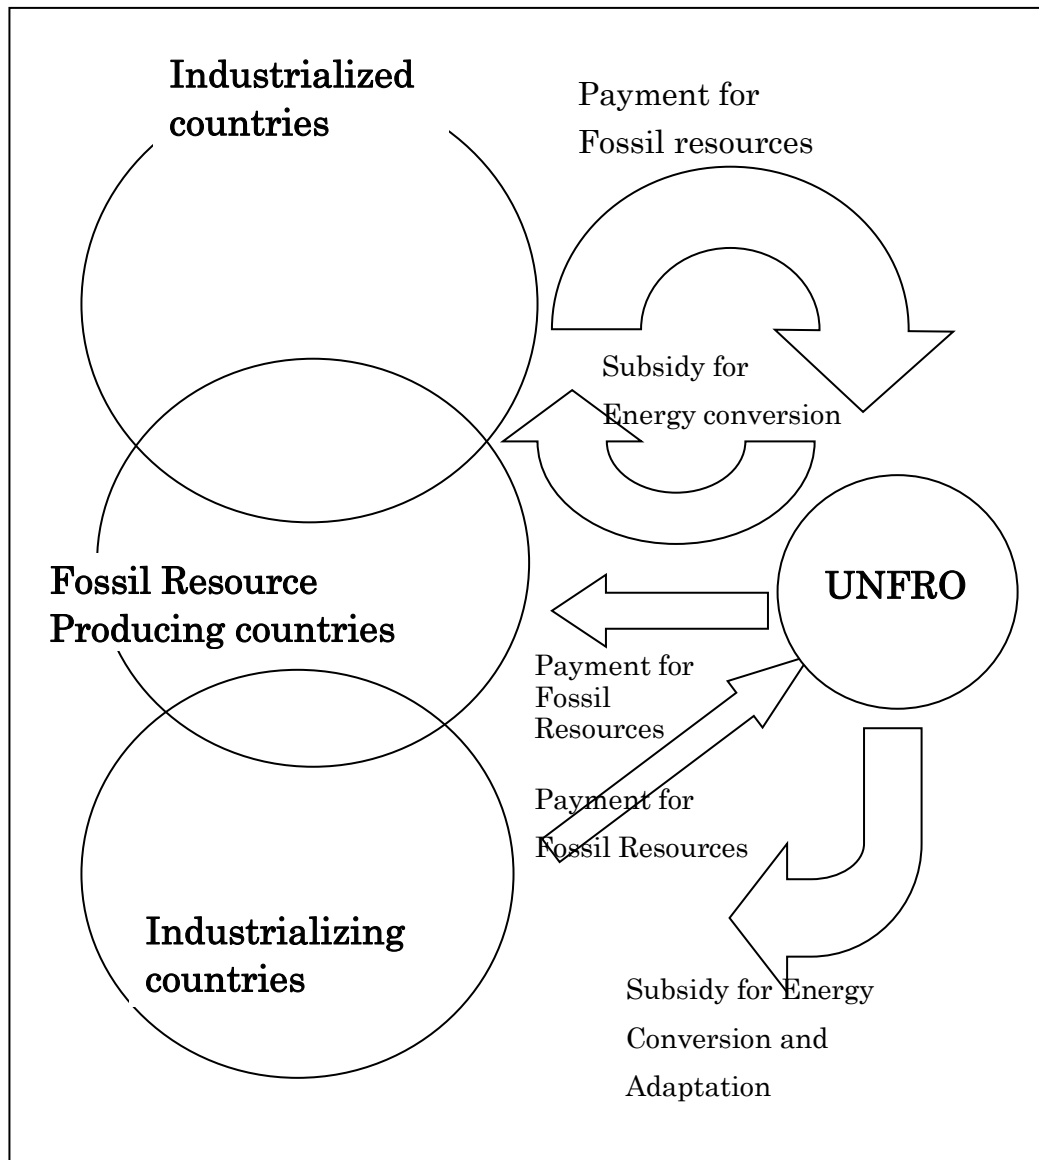 Industrialized
countries
Payment for
Fossil resources
Subsidy for
Energy conversion
Fossil Resource
Producing countries
UNFRO
Payment for
Fossil
Resources
Payment for
Fossil Resources
Industrializing
countries
Subsidy for Energy
Conversion and
Adaptation